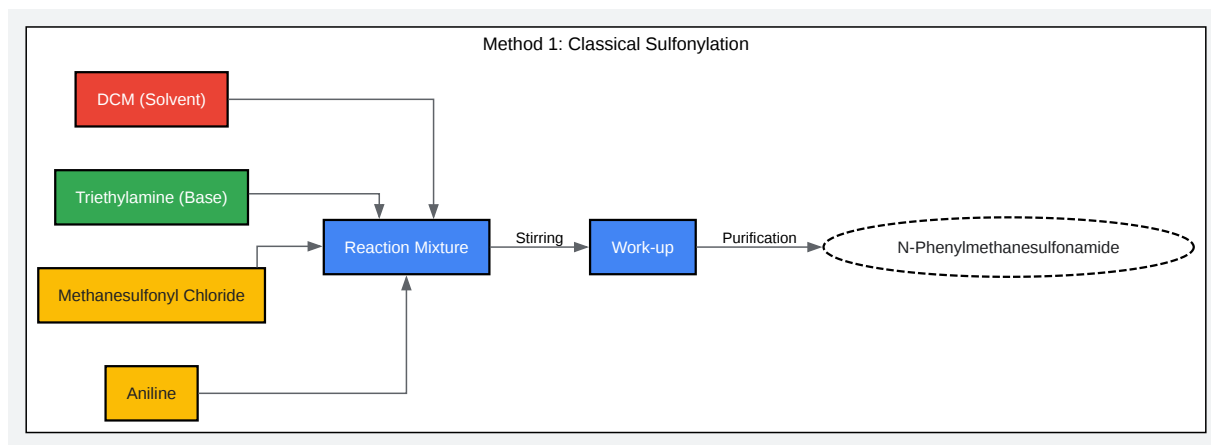 Method 1: Classical Sulfonylation
DCM (Solvent)
Triethylamine (Base)
Methanesulfonyl Chloride
Aniline
Reaction Mixture
Stirring
Work-up
Purification
N-Phenylmethanesulfonamide